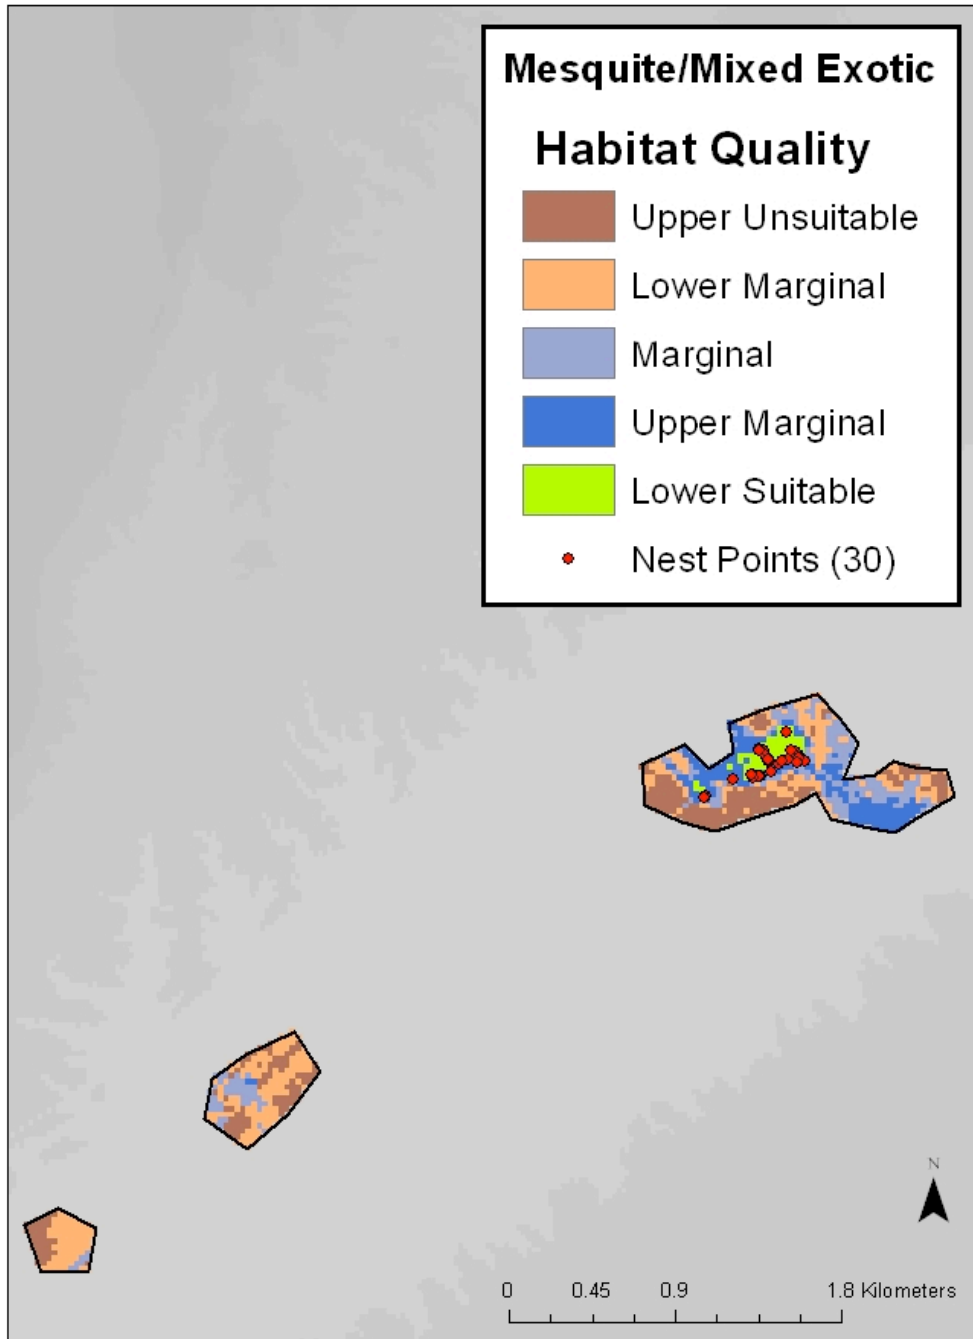 Mesquite/Mixed Exotic
Habitat Quality
Upper Unsuitable
Lower Marginal
Marginal
Upper Marginal
Lower Suitable
Nest Points (30)
N
0 0.45 0.9 1.8 Kilometers